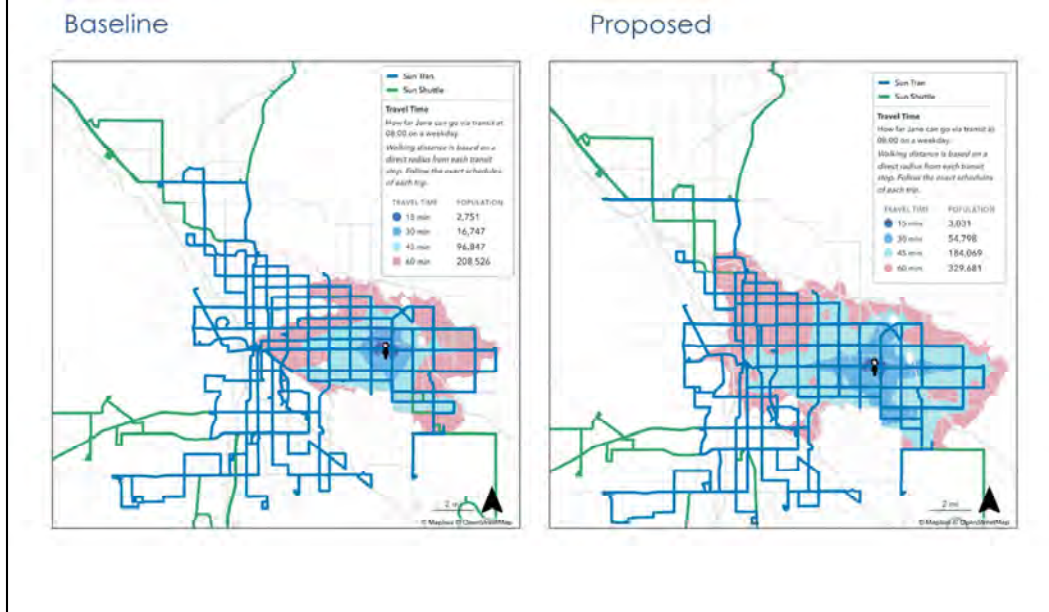 Baseline
Proposed
Sun Tran
Sun Shuttle
Travel Time
How far Jane can go via transit at
08:00 on a weekday.
Walking distance is based on a
direct radius from each transit
stop. Follow the exact schedules
of each trip.
TRAVEL TIME POPULATION
15 min 2,751
30 min 16,747
45 min 96,847
60 min 208,526
2 mi
© Mapbox © OpenStreetMap
Sun Tran
Sun Shuttle
Travel Time
How far Jane can go via transit at
08:00 on a weekday.
Walking distance is based on a
direct radius from each transit
stop. Follow the exact schedules
of each trip.
TRAVEL TIME POPULATION
15 min 3,031
30 min 54,798
45 min 184,069
60 min 329,681
2 mi
© Mapbox © OpenStreetMap